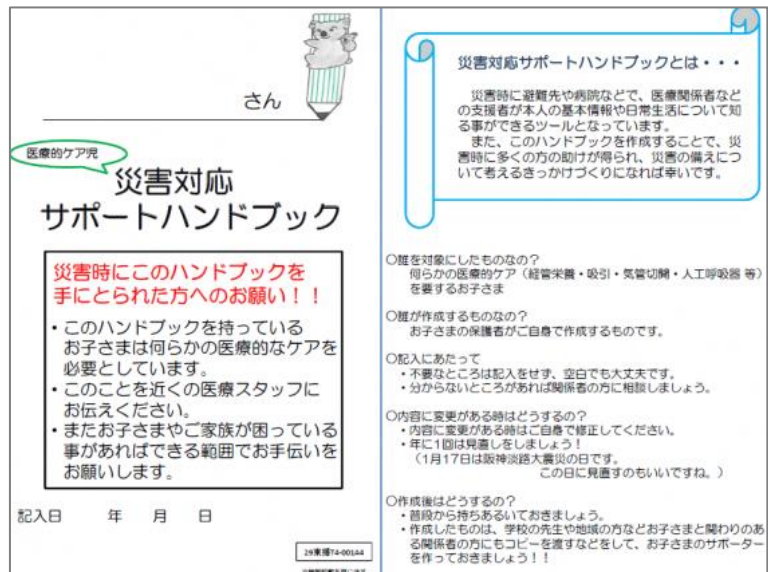 さん
医療的ケア児
災害対応
サポートハンドブック
災害時にこのハンドブックを
手にとられた方へのお願い！！
・このハンドブックを持っている
お子さまは何らかの医療的なケアを
必要としています。
・このことを近くの医療スタッフに
お伝えください。
・またお子さまやご家族が困っている
事があればできる範囲でお手伝いを
お願いします。
記入日　　年　　月　　日
災害対応サポートハンドブックとは・・・
災害時に避難先や病院などで、医療関係者など
の支援者が本人の基本情報や日常生活について知
る事ができるツールとなっています。
また、このハンドブックを作成することで、災
害時に多くの方の助けが得られ、災害の備えにつ
いて考えるきっかけづくりになれば幸いです。
○誰を対象にしたものなの？
何らかの医療的ケア（経管栄養・吸引・気管切開・人工呼吸器 等）
を要するお子さま
○誰が作成するものなの？
お子さまの保護者がご自身で作成するものです。
○記入にあたって
・不要なところは記入をせず、空白でも大丈夫です。
・分からないところがあれば関係者の方に相談しましょう。
○内容に変更がある時はどうするの？
・内容に変更がある時はご自身で修正してください。
・年に1回は見直しをしましょう！
（1月17日は阪神淡路大震災の日です。
この日に見直すのもいいですね。）
○作成後はどうするの？
・普段から持ちあるいておきましょう。
・作成したものは、学校の先生や地域の方などお子さまと関わりのあ
る関係者の方にもコピーを渡すなどをして、お子さまのサポーター
を作っておきましょう！！